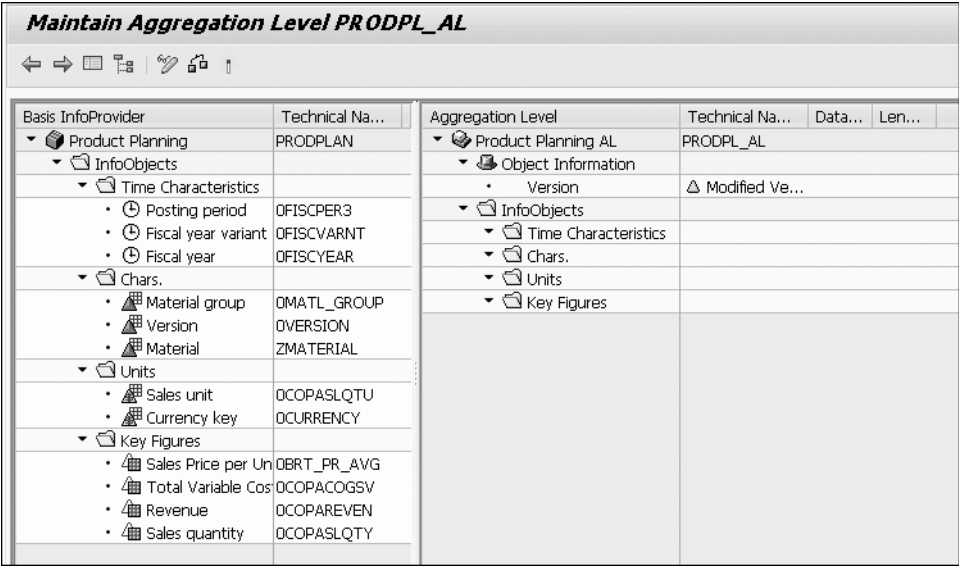 Maintain Aggregation Level PRODPL_AL
Basis InfoProvider Technical Na... Aggregation Level Technical Na... Data... Len...
Product Planning PRODPLAN Product Planning AL PRODPL_AL
InfoObjects Object Information
Time Characteristics Version Modified Ve...
Posting period 0FISCPER3 InfoObjects
Fiscal year variant 0FISCVARNT Time Characteristics
Fiscal year 0FISCYEAR Chars.
Chars. Units
Material group 0MATL_GROUP Key Figures
Version 0VERSION
Material ZMATERIAL
Units
Sales unit 0COPASLQTU
Currency key 0CURRENCY
Key Figures
Sales Price per Un 0BRT_PR_AVG
Total Variable Cos 0COPACOGSV
Revenue 0COPAREVEN
Sales quantity 0COPASLQTY